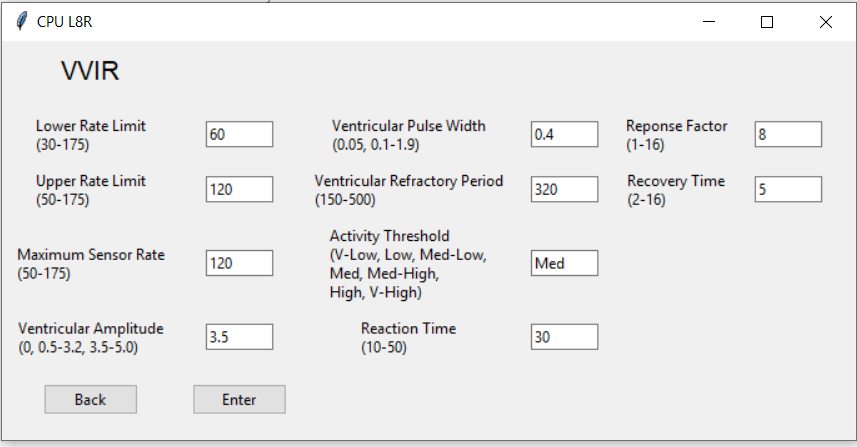 CPU L8R
VVIR
Lower Rate Limit
(30-175)
60
Ventricular Pulse Width
(0.05, 0.1-1.9)
0.4
Reponse Factor
(1-16)
8
Upper Rate Limit
(50-175)
120
Ventricular Refractory Period
(150-500)
320
Recovery Time
(2-16)
5
Maximum Sensor Rate
(50-175)
120
Activity Threshold
(V-Low, Low, Med-Low,
Med, Med-High,
High, V-High)
Med
Ventricular Amplitude
(0, 0.5-3.2, 3.5-5.0)
3.5
Reaction Time
(10-50)
30
Back
Enter